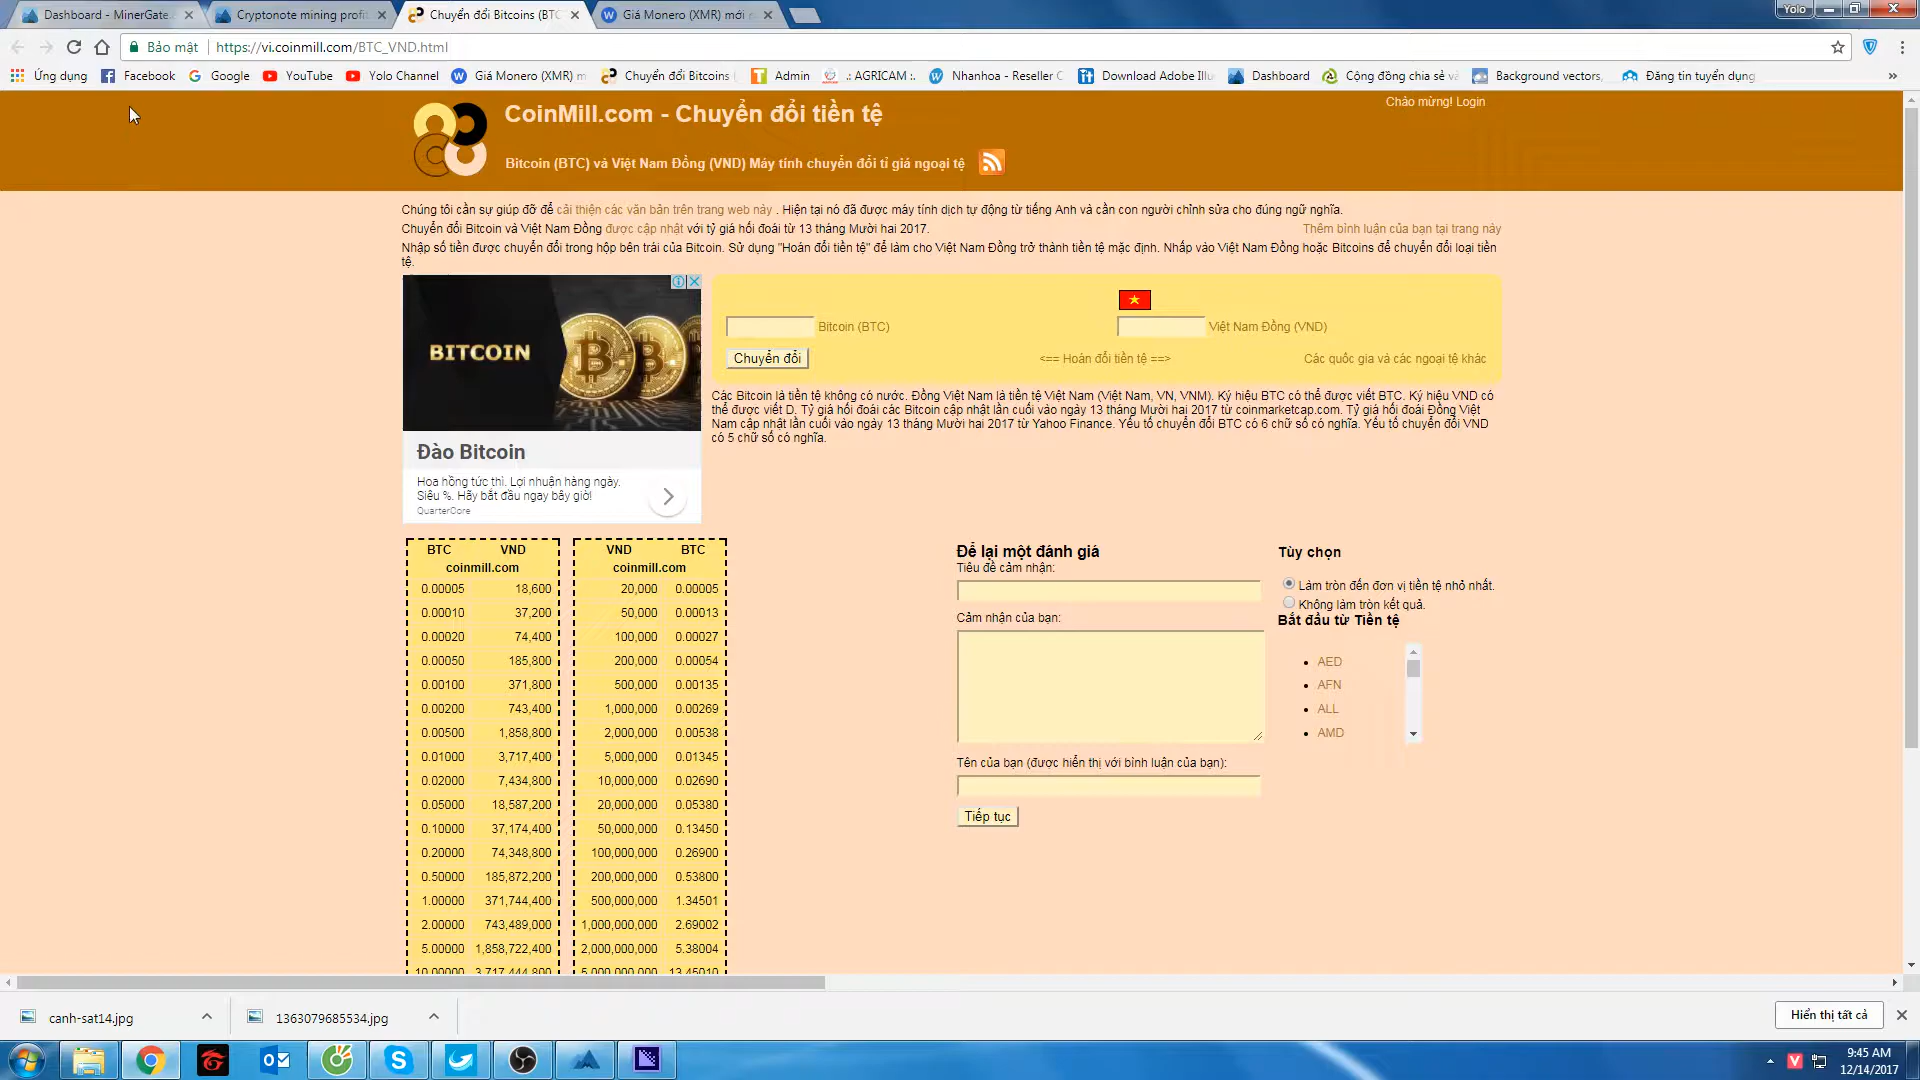 Dashboard - MinerGate
Cryptonote mining profit
Chuyển đổi Bitcoins (BTC
Giá Monero (XMR) mới
Yolo
Bảo mật
https://vi.coinmill.com/BTC_VND.html
Ứng dụng
Facebook
Google
YouTube
Yolo Channel
Giá Monero (XMR) m
Chuyển đổi Bitcoins
Admin
.: AGRICAM :.
Nhanhoa - Reseller C
Download Adobe Illu
Dashboard
Cộng đồng chia sẻ và
Background vectors,
Đăng tin tuyển dụng
»
CoinMill.com - Chuyển đổi tiền tệ
Chào mừng! Login
Bitcoin (BTC) và Việt Nam Đồng (VND) Máy tính chuyển đổi tỉ giá ngoại tệ
Chúng tôi cần sự giúp đỡ để cải thiện các văn bản trên trang web này . Hiện tại nó đã được máy tính dịch tự động từ tiếng Anh và cần con người chỉnh sửa cho đúng ngữ nghĩa.
Chuyển đổi Bitcoin và Việt Nam Đồng được cập nhật với tỷ giá hối đoái từ 13 tháng Mười hai 2017.
Thêm bình luận của bạn tại trang này
Nhập số tiền được chuyển đổi trong hộp bên trái của Bitcoin. Sử dụng "Hoán đổi tiền tệ" để làm cho Việt Nam Đồng trở thành tiền tệ mặc định. Nhấp vào Việt Nam Đồng hoặc Bitcoins để chuyển đổi loại tiền
tệ.
BITCOIN
Đào Bitcoin
Hoa hồng tức thì. Lợi nhuận hàng ngày.
Siêu %. Hãy bắt đầu ngay bây giờ!
QuarterCore
Bitcoin (BTC)
Việt Nam Đồng (VND)
Chuyển đổi
<== Hoán đổi tiền tệ ==>
Các quốc gia và các ngoại tệ khác
Các Bitcoin là tiền tệ không có nước. Đồng Việt Nam là tiền tệ Việt Nam (Việt Nam, VN, VNM). Ký hiệu BTC có thể được viết BTC. Ký hiệu VND có
thể được viết D. Tỷ giá hối đoái các Bitcoin cập nhật lần cuối vào ngày 13 tháng Mười hai 2017 từ coinmarketcap.com. Tỷ giá hối đoái Đồng Việt
Nam cập nhật lần cuối vào ngày 13 tháng Mười hai 2017 từ Yahoo Finance. Yếu tố chuyển đổi BTC có 6 chữ số có nghĩa. Yếu tố chuyển đổi VND
có 5 chữ số có nghĩa.
BTC VND
coinmill.com
0.00005 18,600
0.00010 37,200
0.00020 74,400
0.00050 185,800
0.00100 371,800
0.00200 743,400
0.00500 1,858,800
0.01000 3,717,400
0.02000 7,434,800
0.05000 18,587,200
0.10000 37,174,400
0.20000 74,348,800
0.50000 185,872,200
1.00000 371,744,400
2.00000 743,489,000
5.00000 1,858,722,400
10.00000 3,717,444,800
VND BTC
coinmill.com
20,000 0.00005
50,000 0.00013
100,000 0.00027
200,000 0.00054
500,000 0.00135
1,000,000 0.00269
2,000,000 0.00538
5,000,000 0.01345
10,000,000 0.02690
20,000,000 0.05380
50,000,000 0.13450
100,000,000 0.26900
200,000,000 0.53800
500,000,000 1.34501
1,000,000,000 2.69002
2,000,000,000 5.38004
5,000,000,000 13.45010
Để lại một đánh giá
Tiêu đề cảm nhận:
Cảm nhận của bạn:
Tên của bạn (được hiển thị với bình luận của bạn):
Tiếp tục
Tùy chọn
Làm tròn đến đơn vị tiền tệ nhỏ nhất.
Không làm tròn kết quả.
Bắt đầu từ Tiền tệ
AED
AFN
ALL
AMD
canh-sat14.jpg
1363079685534.jpg
Hiển thị tất cả
9:45 AM
12/14/2017